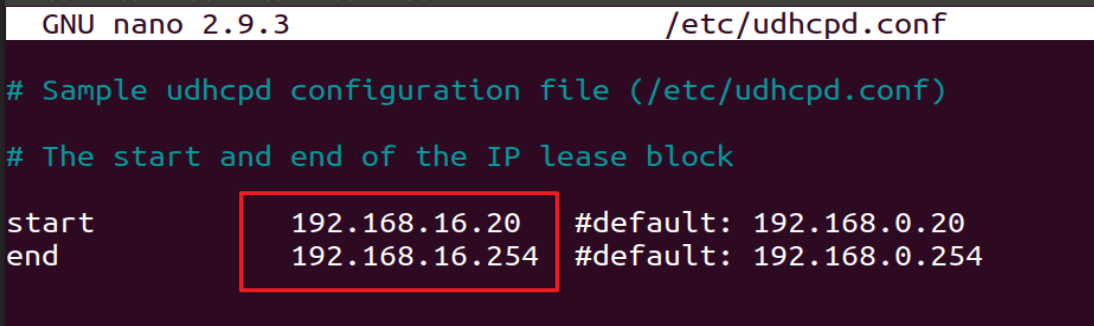 GNU nano 2.9.3 /etc/udhcpd.conf
# Sample udhcpd configuration file (/etc/udhcpd.conf)
# The start and end of the IP lease block
start 192.168.16.20 #default: 192.168.0.20
end 192.168.16.254 #default: 192.168.0.254